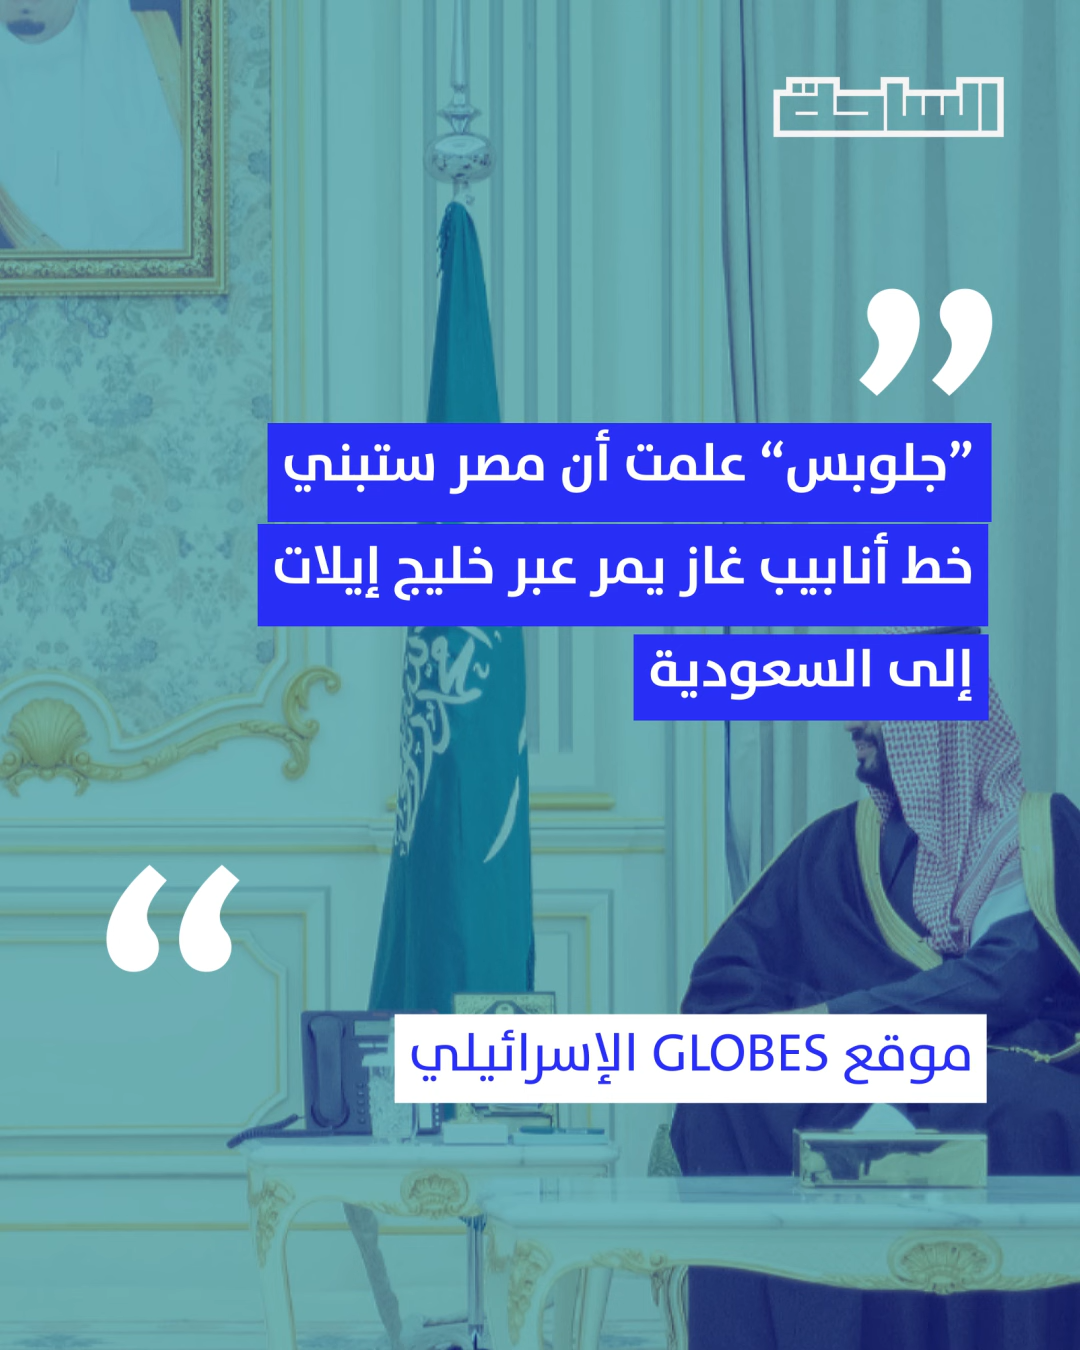 الساحة
”جلوبس“ علمت أن مصر ستبني
خط أنابيب غاز يمر عبر خليج إيلات
إلى السعودية
موقع GLOBES الإسرائيلي